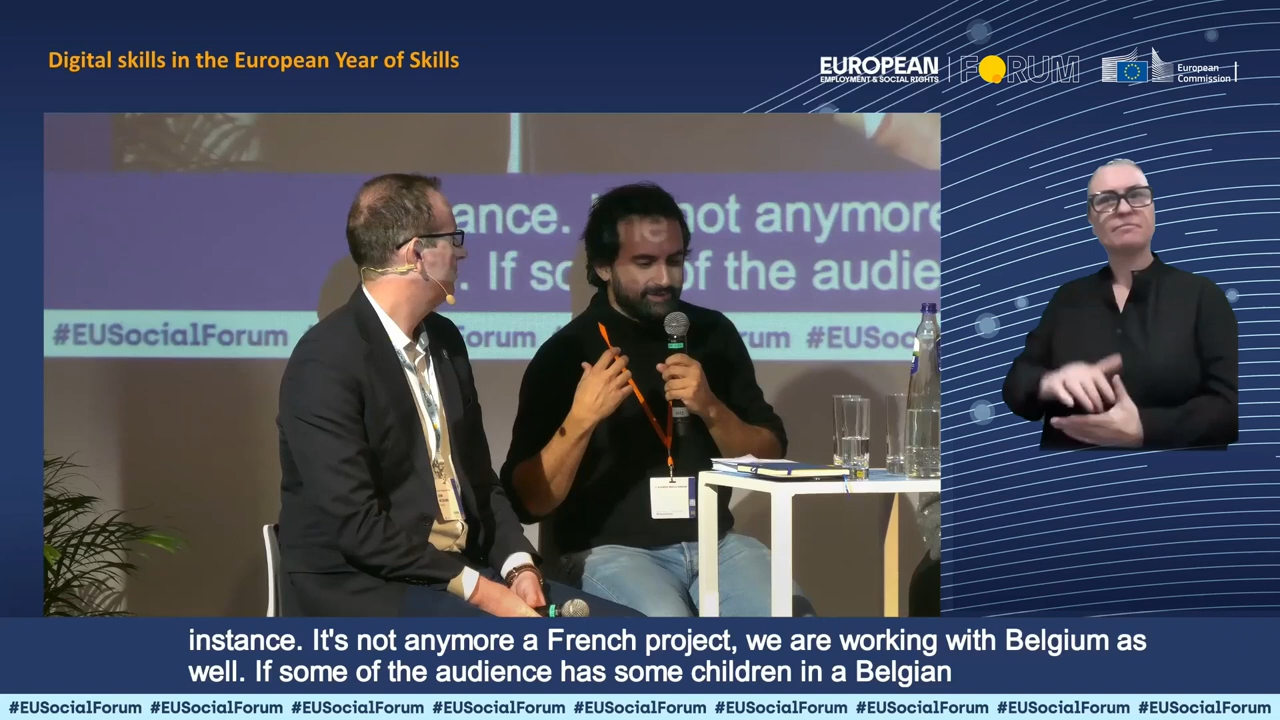 Digital skills in the European Year of Skills
EUROPEAN
EMPLOYMENT & SOCIAL RIGHTS
FORUM
European
Commission
ance. not anymore
. If so of the audie
#EUSocialForum Forum rum #EUSoc
instance. It's not anymore a French project, we are working with Belgium as
well. If some of the audience has some children in a Belgian
#EUSocialForum #EUSocialForum #EUSocialForum #EUSocialForum #EUSocialForum #EUSocialForum #EUSocialForum #EUSocialForum #EUSocialForum